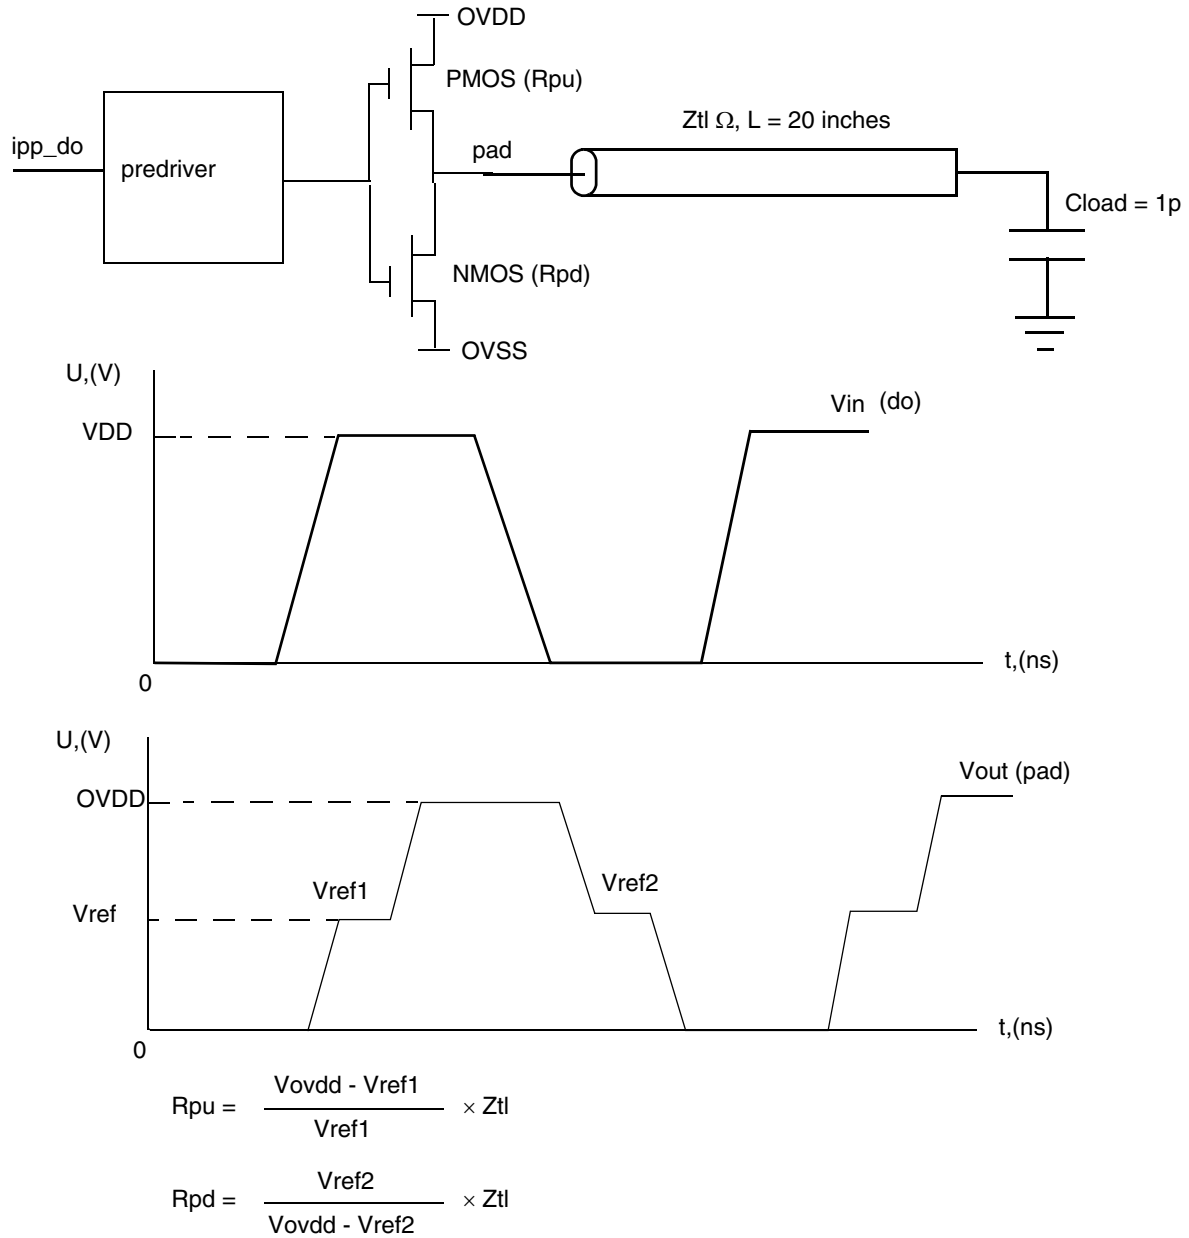 OVDD
PMOS (Rpu)
Ztl Ω, L = 20 inches
ipp_do
predriver
pad
Cload = 1p
NMOS (Rpd)
OVSS
U,(V)
Vin (do)
VDD
t,(ns)
0
U,(V)
Vout (pad)
OVDD
Vref1
Vref2
Vref
t,(ns)
0
Rpu = Vovdd - Vref1 / Vref1 × Ztl
Rpd = Vref2 / Vovdd - Vref2 × Ztl